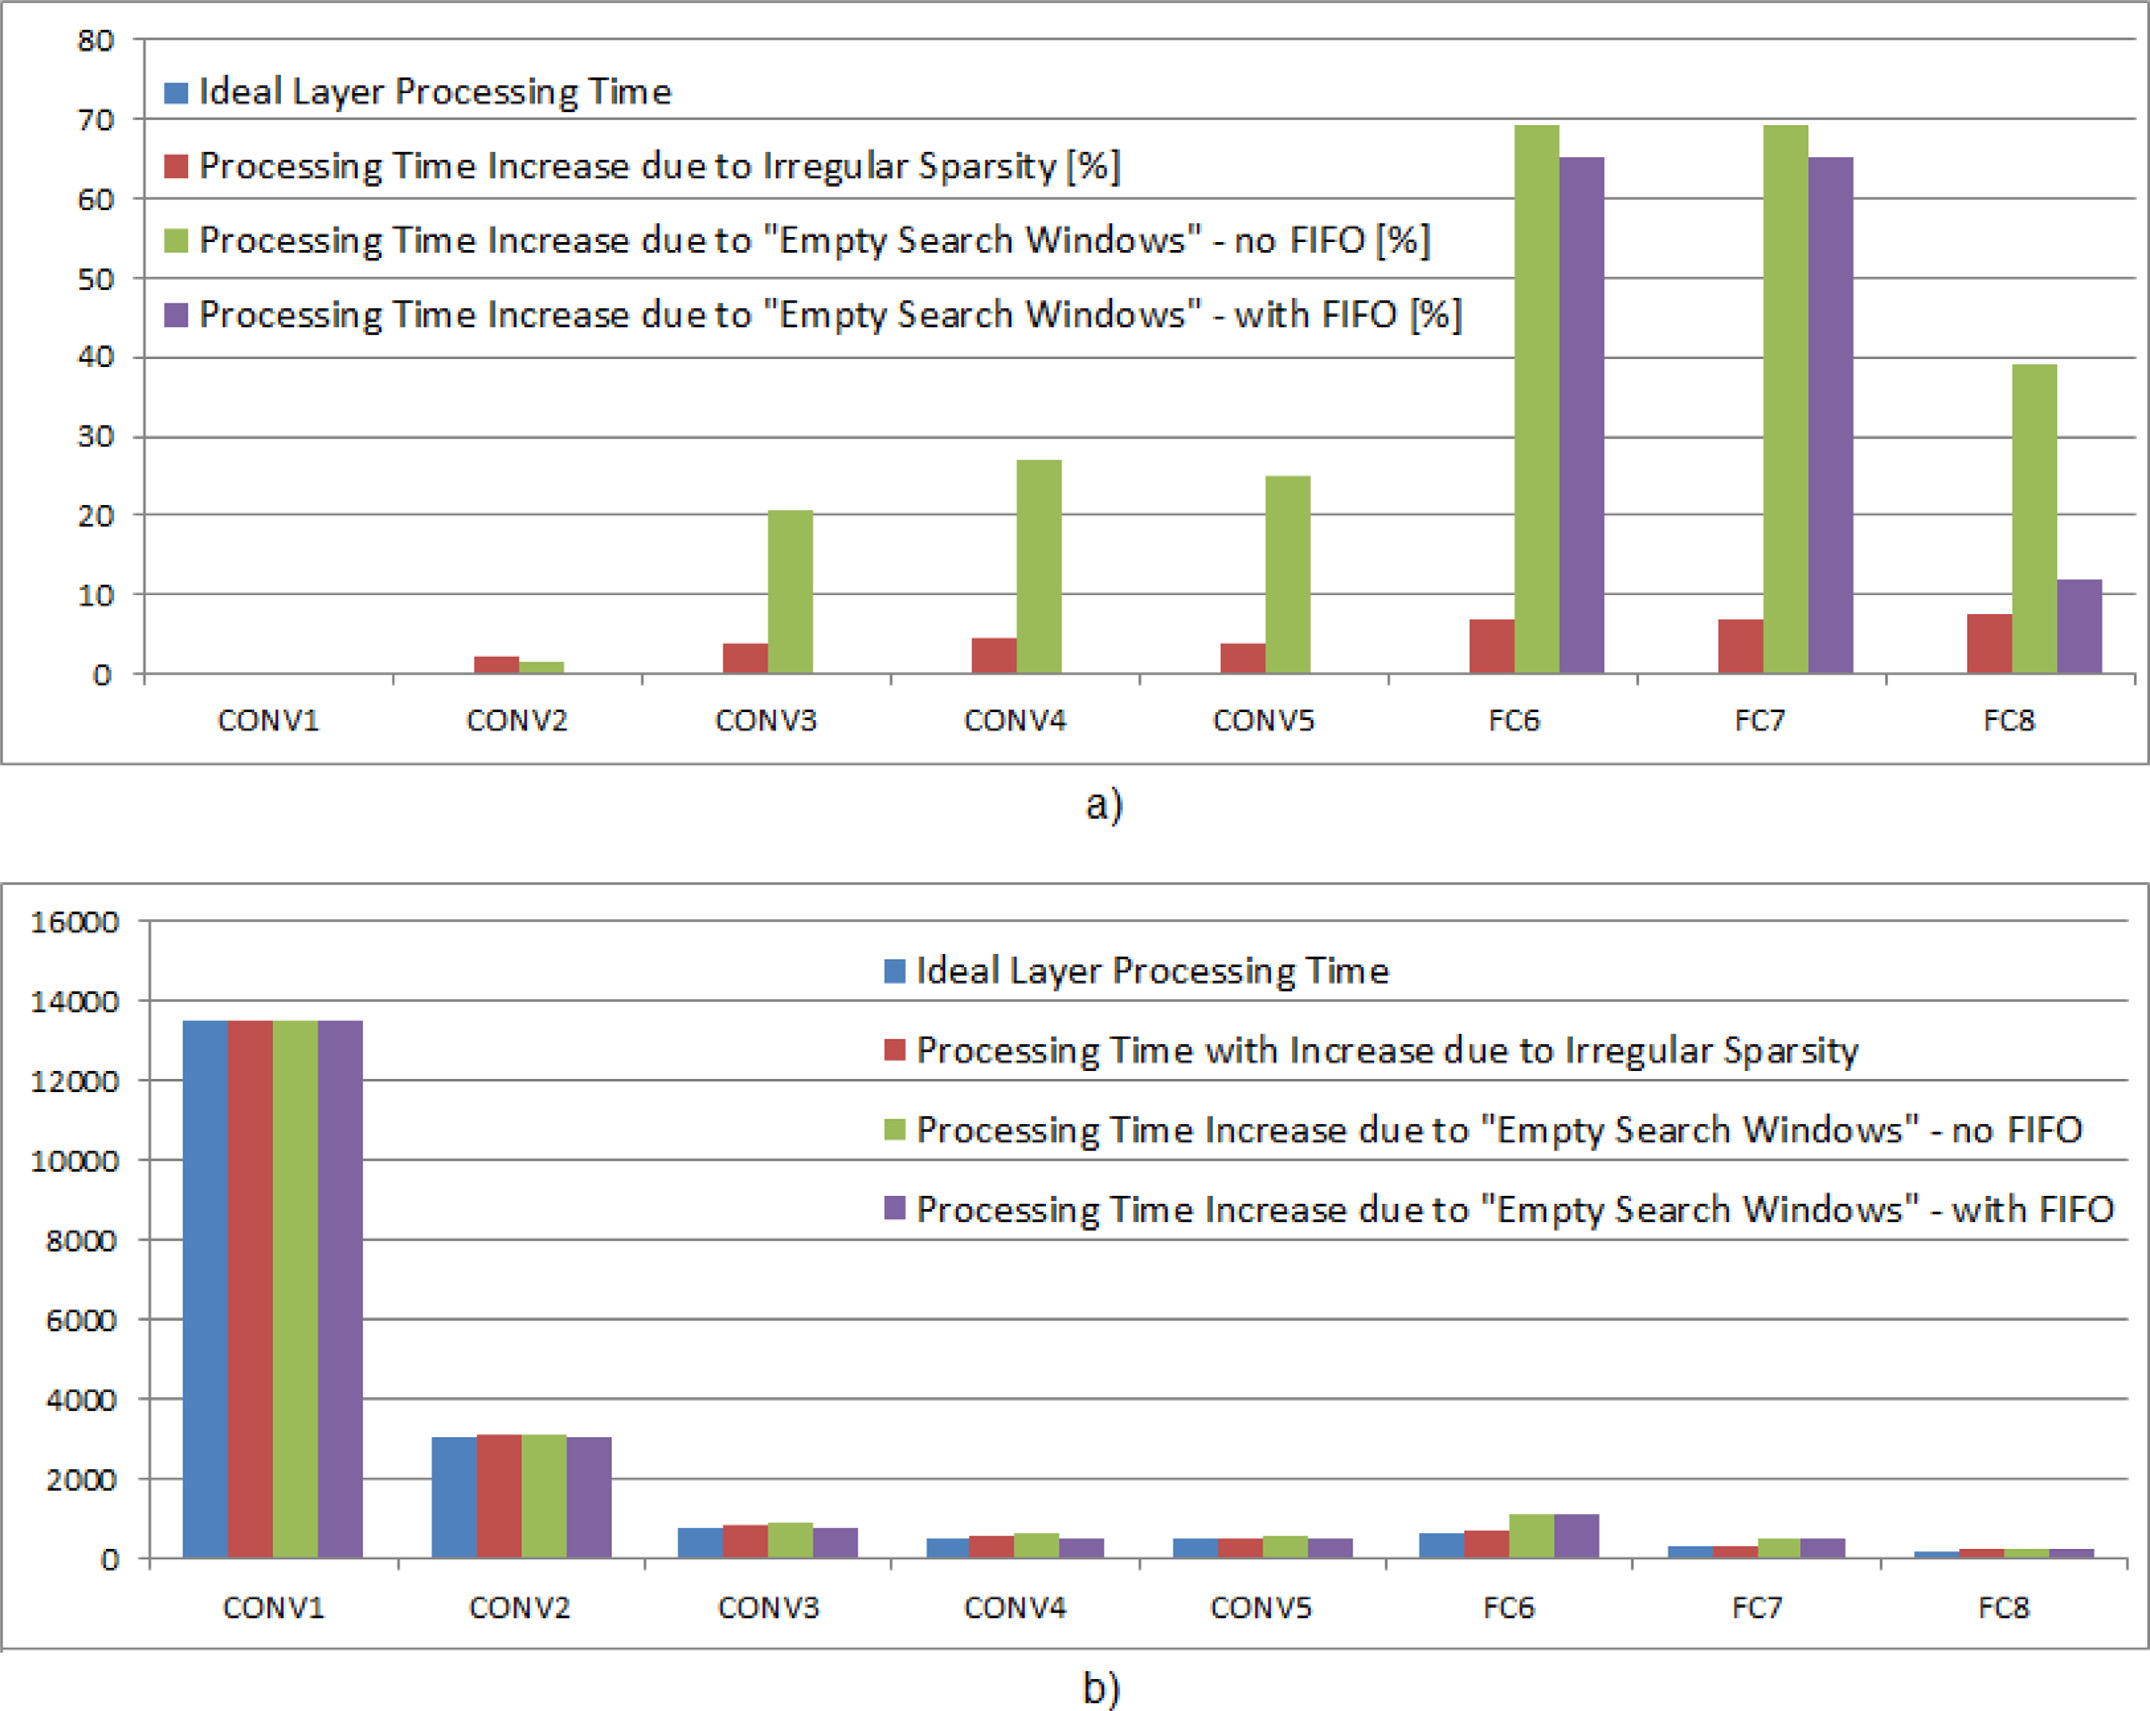 80
Ideal Layer Processing Time
70
Processing Time Increase due to Irregular Sparsity [%]
60
Processing Time Increase due to "Empty Search Windows" - no FIFO [%]
50
Processing Time Increase due to "Empty Search Windows" - with FIFO [%]
40
30
20
10
0
CONV1 CONV2 CONV3 CONV4 CONV5 FC6 FC7 FC8
a)
16000
Ideal Layer Processing Time
14000
Processing Time with Increase due to Irregular Sparsity
12000
Processing Time Increase due to "Empty Search Windows" - no FIFO
10000
Processing Time Increase due to "Empty Search Windows" - with FIFO
8000
6000
4000
2000
0
CONV1 CONV2 CONV3 CONV4 CONV5 FC6 FC7 FC8
b)